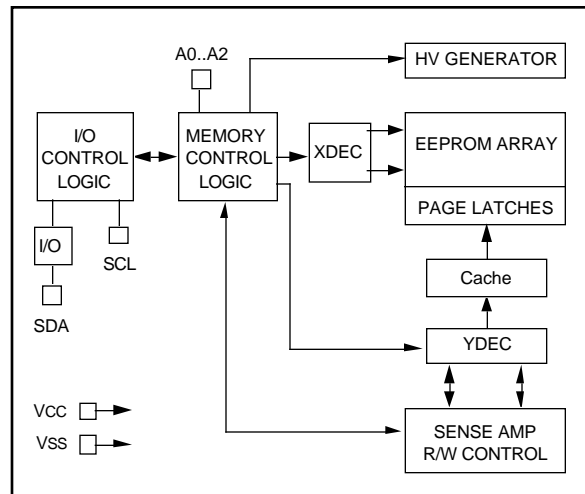 A0..A2
HV GENERATOR
I/O
CONTROL
LOGIC
MEMORY
CONTROL
LOGIC
XDEC
EEPROM ARRAY
PAGE LATCHES
I/O
SCL
SDA
Cache
YDEC
VCC
VSS
SENSE AMP
R/W CONTROL